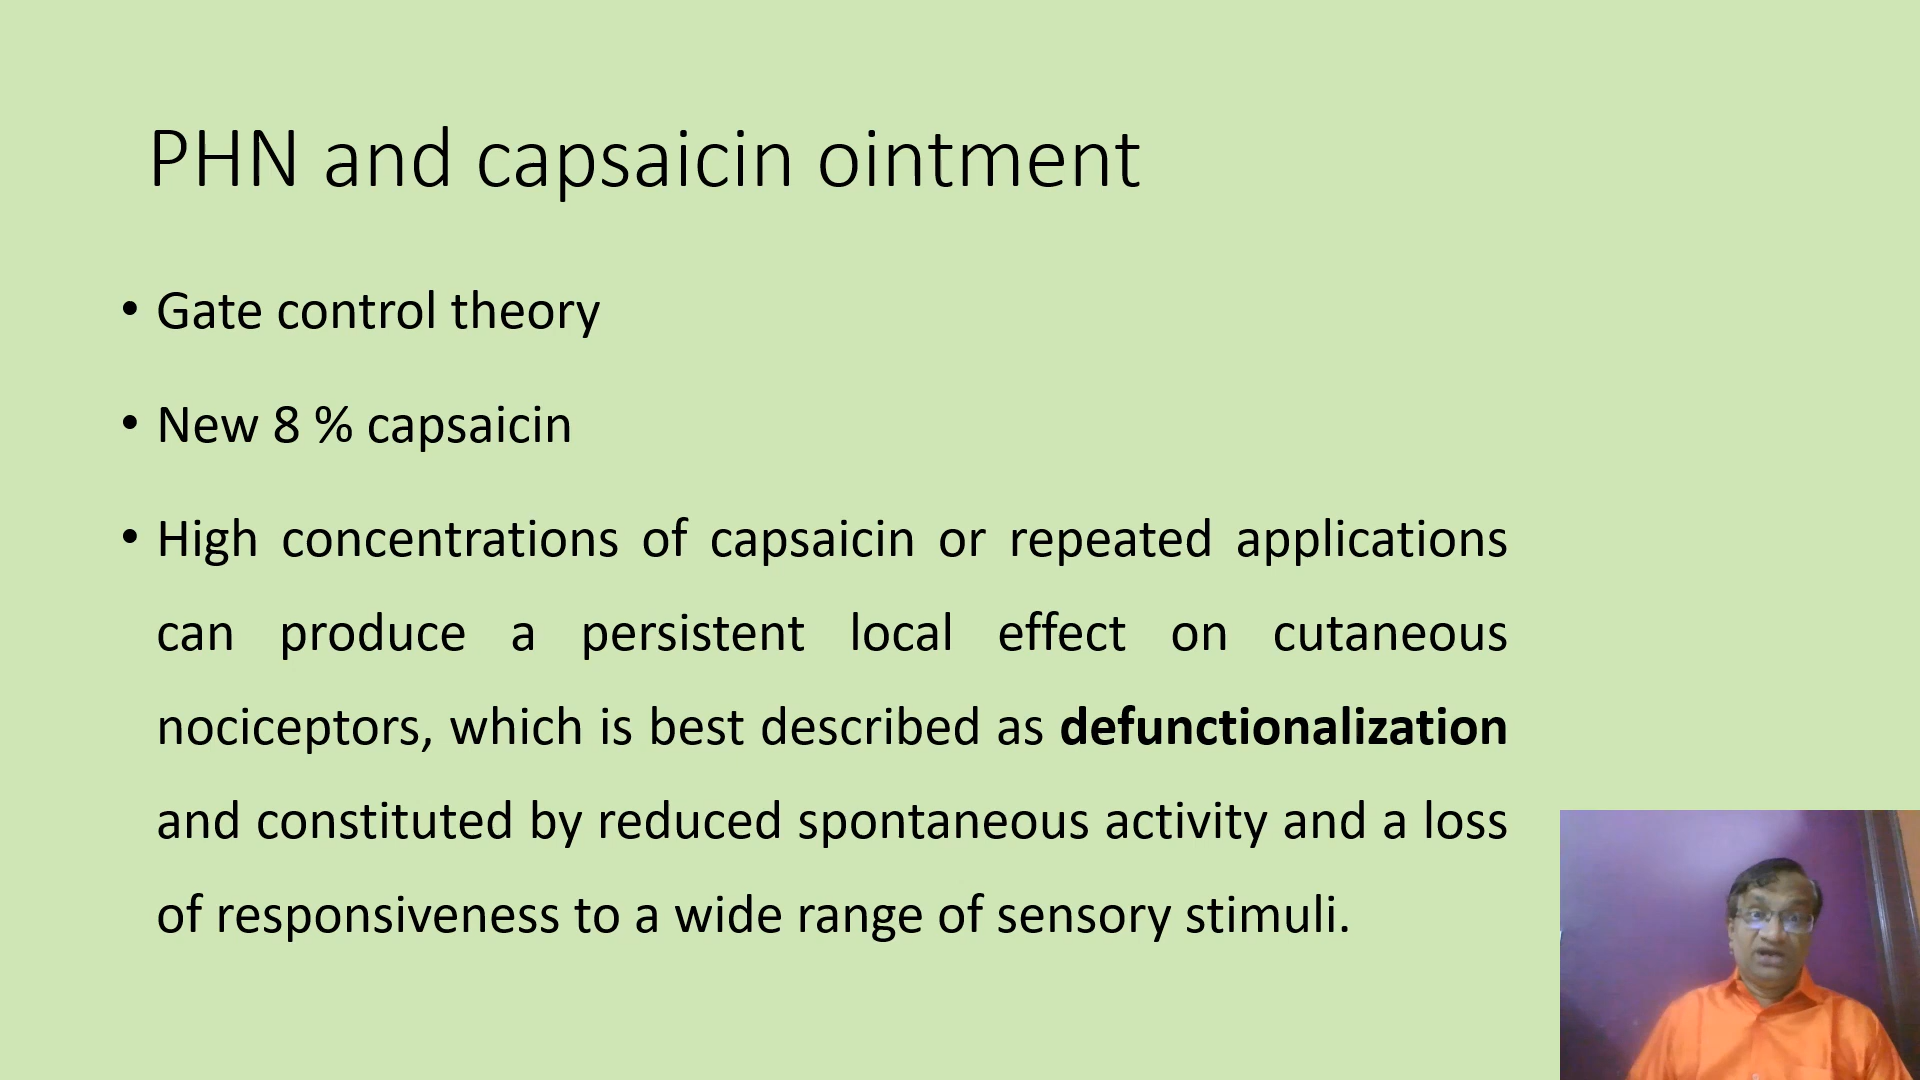 PHN and capsaicin ointment
• Gate control theory
• New 8 % capsaicin
• High concentrations of capsaicin or repeated applications
can produce a persistent local effect on cutaneous
nociceptors, which is best described as defunctionalization
and constituted by reduced spontaneous activity and a loss
of responsiveness to a wide range of sensory stimuli.